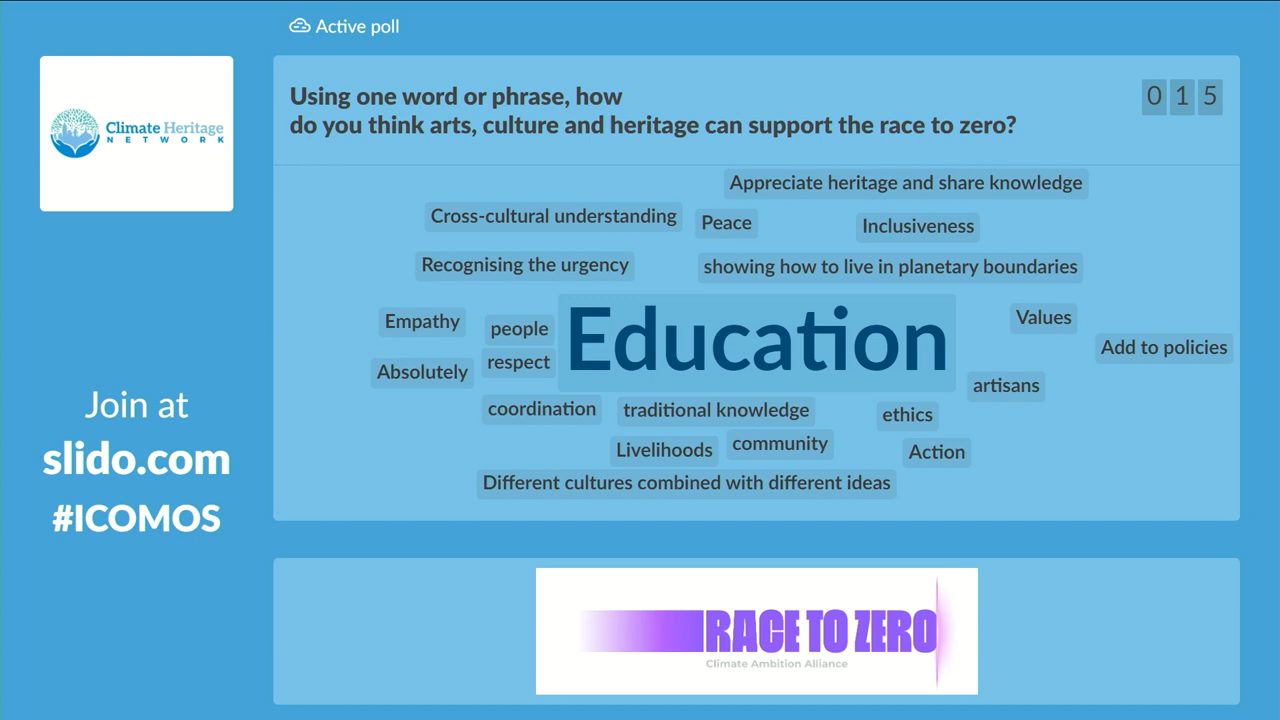 Active poll
Climate Heritage
NETWORK
Using one word or phrase, how
do you think arts, culture and heritage can support the race to zero?
015
Appreciate heritage and share knowledge
Cross-cultural understanding
Peace
Inclusiveness
Recognising the urgency
showing how to live in planetary boundaries
Empathy
people
Education
Values
Add to policies
Absolutely
respect
artisans
coordination
traditional knowledge
ethics
Livelihoods
community
Action
Different cultures combined with different ideas
Join at
slido.com
#ICOMOS
RACE TO ZERO
Climate Ambition Alliance